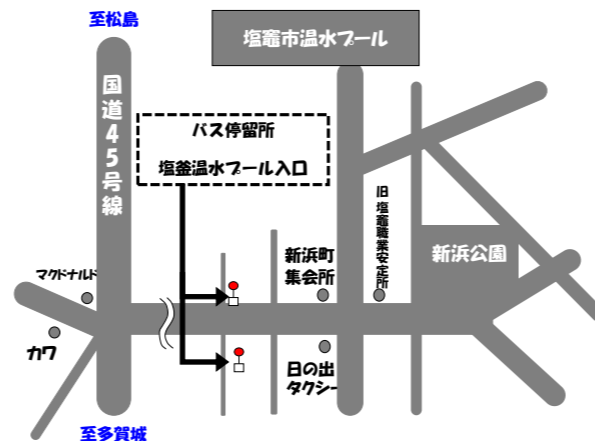 至松島
塩竈市温水プール
国道45号線
バス停留所
塩釜温水プール入口
旧塩竈職業安定所
新浜町
集会所
新浜公園
マクドナルド
カワ
日の出
タクシー
至多賀城